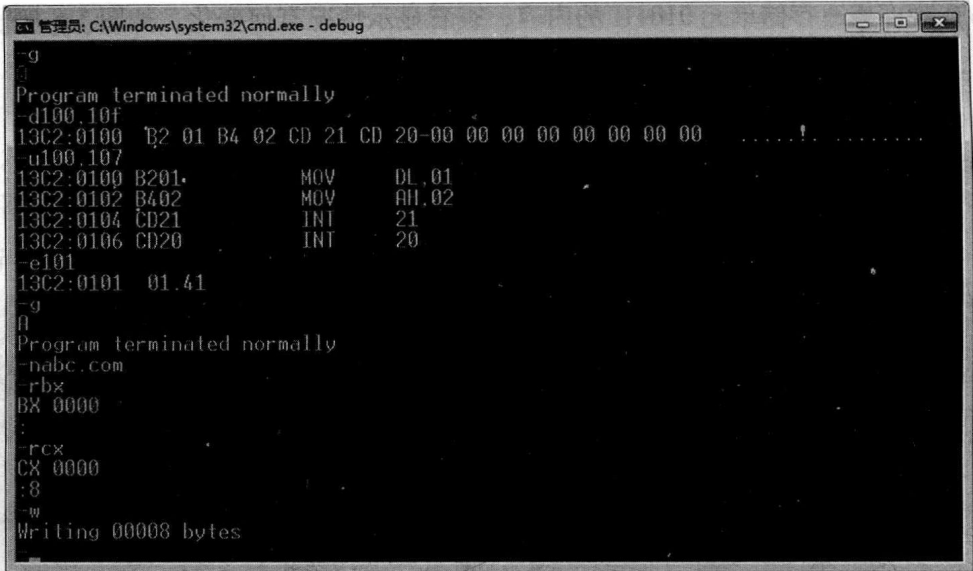 管理员: C:\Windows\system32\cmd.exe - debug
-g
Program terminated normally
-d100.10f
13C2:0100  B2 01 B4 02 CD 21 CD 20-00 00 00 00 00 00 00 00   .....!. ........
-u100.107
13C2:0100 B201          MOV     DL,01
13C2:0102 B402          MOV     AH,02
13C2:0104 CD21          INT     21
13C2:0106 CD20          INT     20
-e101
13C2:0101  01.41
-g
A
Program terminated normally
-nabc.com
-rbx
BX 0000
:
-rcx
CX 0000
:8
-w
Writing 00008 bytes
-